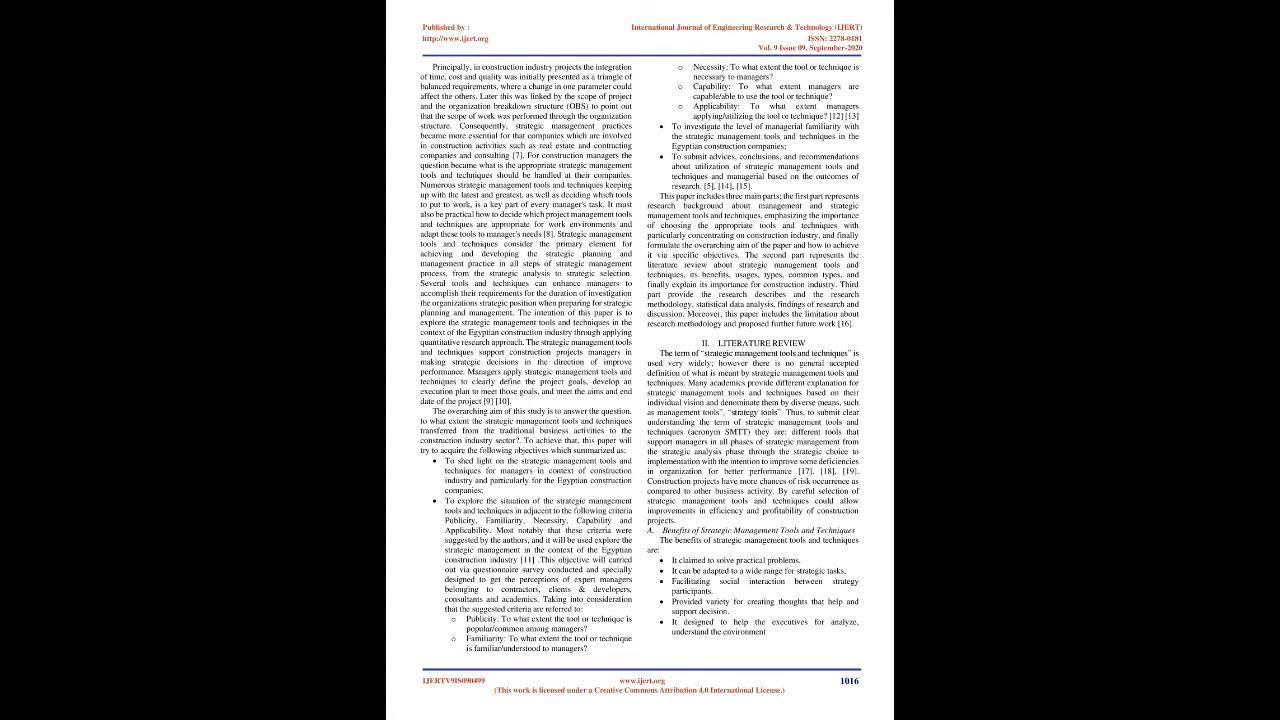 Published by :
http://www.ijert.org
International Journal of Engineering Research & Technology (IJERT)
ISSN: 2278-0181
Vol. 9 Issue 09, September-2020
Principally, in construction industry projects the integration
of time, cost and quality was initially presented as a triangle of
balanced requirements, where a change in one parameter could
affect the others. Later this was linked by the scope of project
and the organization breakdown structure (OBS) to point out
that the scope of work was performed through the organization
structure. Consequently, strategic management practices
became more essential for that companies which are involved
in construction activities such as real estate and contracting
companies and consulting [7]. For construction managers the
question became what is the appropriate strategic management
tools and techniques should be handled at their companies.
Numerous strategic management tools and techniques keeping
up with the latest and greatest, as well as deciding which tools
to put to work, is a key part of every manager's task. It must
also be practical how to decide which project management tools
and techniques are appropriate for work environments and
adapt these tools to manager's needs [8]. Strategic management
tools and techniques consider the primary element for
achieving and developing the strategic planning and
management practice in all steps of strategic management
process, from the strategic analysis to strategic selection.
Several tools and techniques can enhance managers to
accomplish their requirements for the duration of investigation
the organizations strategic position when preparing for strategic
planning and management. The intention of this paper is to
explore the strategic management tools and techniques in the
context of the Egyptian construction industry through applying
quantitative research approach. The strategic management tools
and techniques support construction projects managers in
making strategic decisions in the direction of improve
performance. Managers apply strategic management tools and
techniques to clearly define the project goals, develop an
execution plan to meet those goals, and meet the aims and end
date of the project [9] [10].
The overarching aim of this study is to answer the question,
to what extent the strategic management tools and techniques
transferred from the traditional business activities to the
construction industry sector?. To achieve that, this paper will
try to acquire the following objectives which summarized as:
• To shed light on the strategic management tools and
techniques for managers in context of construction
industry and particularly for the Egyptian construction
companies;
• To explore the situation of the strategic management
tools and techniques in adjacent to the following criteria
Publicity, Familiarity, Necessity, Capability and
Applicability. Most notably that these criteria were
suggested by the authors, and it will be used explore the
strategic management in the context of the Egyptian
construction industry [11] .This objective will carried
out via questionnaire survey conducted and specially
designed to get the perceptions of expert managers
belonging to contractors, clients & developers,
consultants and academics. Taking into consideration
that the suggested criteria are referred to:
o Publicity: To what extent the tool or technique is
popular/common among managers?
o Familiarity: To what extent the tool or technique
is familiar/understood to managers?
o Necessity: To what extent the tool or technique is
necessary to managers?
o Capability: To what extent managers are
capable/able to use the tool or technique?
o Applicability: To what extent managers
applying/utilizing the tool or technique? [12] [13]
• To investigate the level of managerial familiarity with
the strategic management tools and techniques in the
Egyptian construction companies;
• To submit advices, conclusions, and recommendations
about utilization of strategic management tools and
techniques and managerial based on the outcomes of
research. [5], [14], [15].
This paper includes three main parts; the first part represents
research background about management and strategic
management tools and techniques, emphasizing the importance
of choosing the appropriate tools and techniques with
particularly concentrating on construction industry, and finally
formulate the overarching aim of the paper and how to achieve
it via specific objectives. The second part represents the
literature review about strategic management tools and
techniques, its benefits, usages, types, common types, and
finally explain its importance for construction industry. Third
part provide the research describes and the research
methodology, statistical data analysis, findings of research and
discussion. Moreover, this paper includes the limitation about
research methodology and proposed further future work [16].
II. LITERATURE REVIEW
The term of “strategic management tools and techniques” is
used very widely; however there is no general accepted
definition of what is meant by strategic management tools and
techniques. Many academics provide different explanation for
strategic management tools and techniques based on their
individual vision and denominate them by diverse means, such
as management tools”, “strategy tools”. Thus, to submit clear
understanding the term of strategic management tools and
techniques (acronym SMTT) they are: different tools that
support managers in all phases of strategic management from
the strategic analysis phase through the strategic choice to
implementation with the intention to improve some deficiencies
in organization for better performance [17]. [18], [19].
Construction projects have more chances of risk occurrence as
compared to other business activity. By careful selection of
strategic management tools and techniques could allow
improvements in efficiency and profitability of construction
projects.
A. Benefits of Strategic Management Tools and Techniques
The benefits of strategic management tools and techniques
are:
• It claimed to solve practical problems,
• It can be adapted to a wide range for strategic tasks,
• Facilitating social interaction between strategy
participants.
• Provided variety for creating thoughts that help and
support decision.
• It designed to help the executives for analyze,
understand the environment
IJERTV9IS090499
www.ijert.org
1016
(This work is licensed under a Creative Commons Attribution 4.0 International License.)